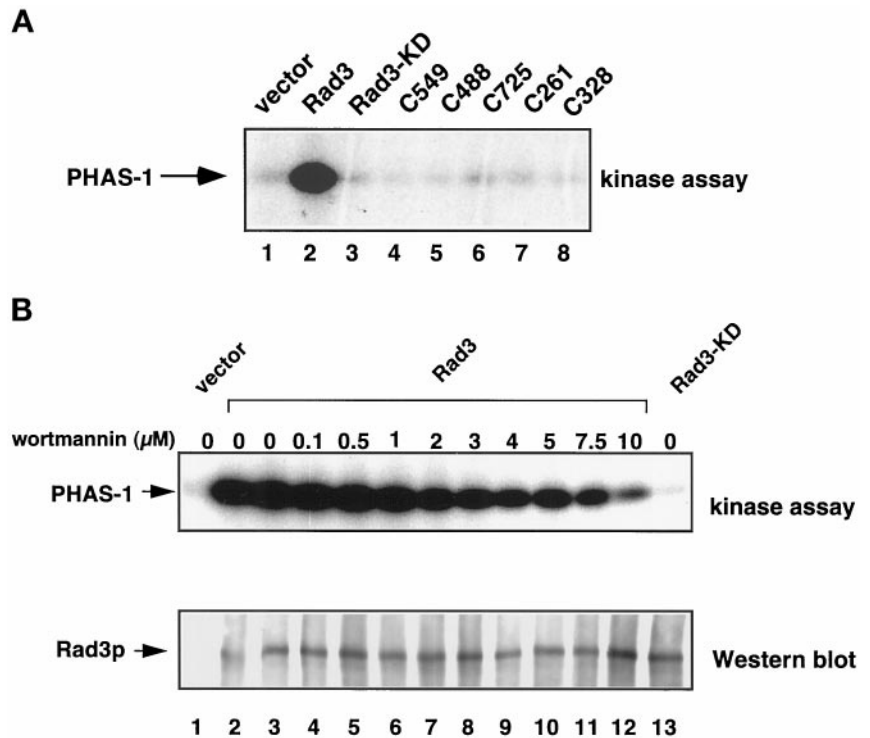 A
vector Rad3 Rad3-KD C549 C488 C725 C261 C328
PHAS-1 kinase assay
1 2 3 4 5 6 7 8
B
vector Rad3 Rad3-KD
wortmannin (µM) 0 0 0 0.1 0.5 1 2 3 4 5 7.5 10 0
PHAS-1 kinase assay
Rad3p Western blot
1 2 3 4 5 6 7 8 9 10 11 12 13